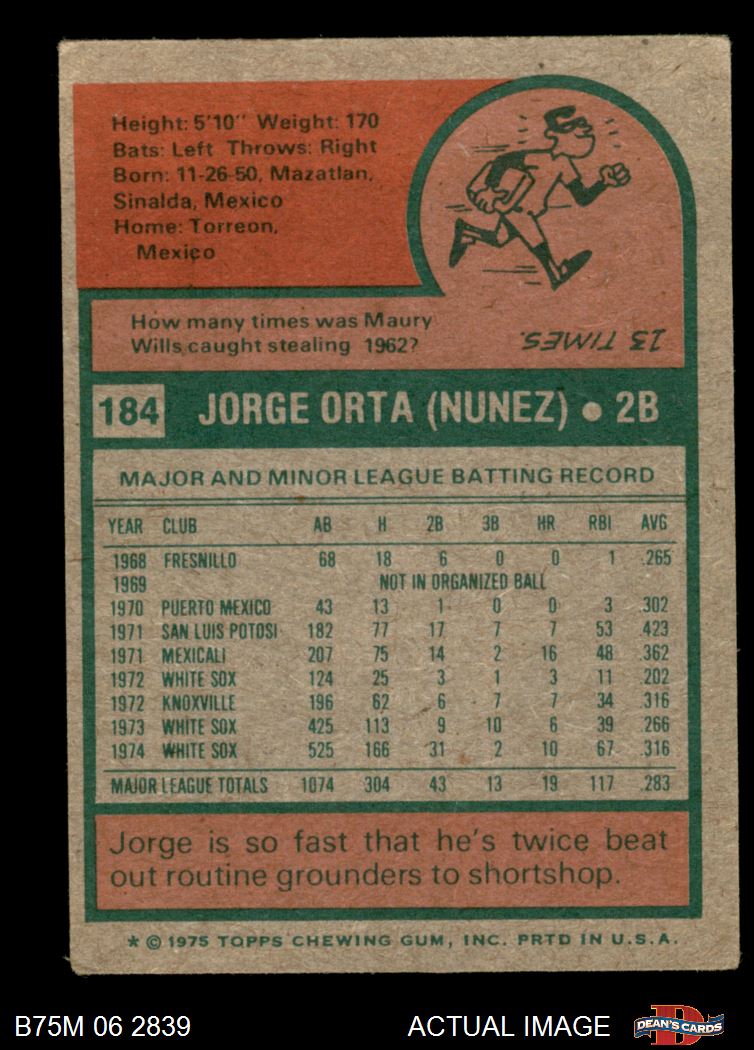 Height: 5'10" Weight: 170
Bats: Left Throws: Right
Born: 11-26-50, Mazatlan,
Sinalda, Mexico
Home: Torreon,
Mexico
How many times was Maury
Wills caught stealing 1962?
13 TIMES.
184 JORGE ORTA (NUNEZ) • 2B
MAJOR AND MINOR LEAGUE BATTING RECORD
YEAR CLUB AB H 2B 3B HR RBI AVG
1968 FRESNILLO 68 18 6 0 0 1 .265
1969 NOT IN ORGANIZED BALL
1970 PUERTO MEXICO 43 13 1 0 0 3 .302
1971 SAN LUIS POTOSI 182 77 17 7 7 53 .423
1971 MEXICALI 207 75 14 2 16 48 .362
1972 WHITE SOX 124 25 3 1 3 11 .202
1972 KNOXVILLE 196 62 6 7 7 34 .316
1973 WHITE SOX 425 113 9 10 6 39 .266
1974 WHITE SOX 525 166 31 2 10 67 .316
MAJOR LEAGUE TOTALS 1074 304 43 13 19 117 .283
Jorge is so fast that he's twice beat
out routine grounders to shortshop.
* © 1975 TOPPS CHEWING GUM, INC. PRTD IN U.S.A.
B75M 06 2839 ACTUAL IMAGE DEAN'S CARDS